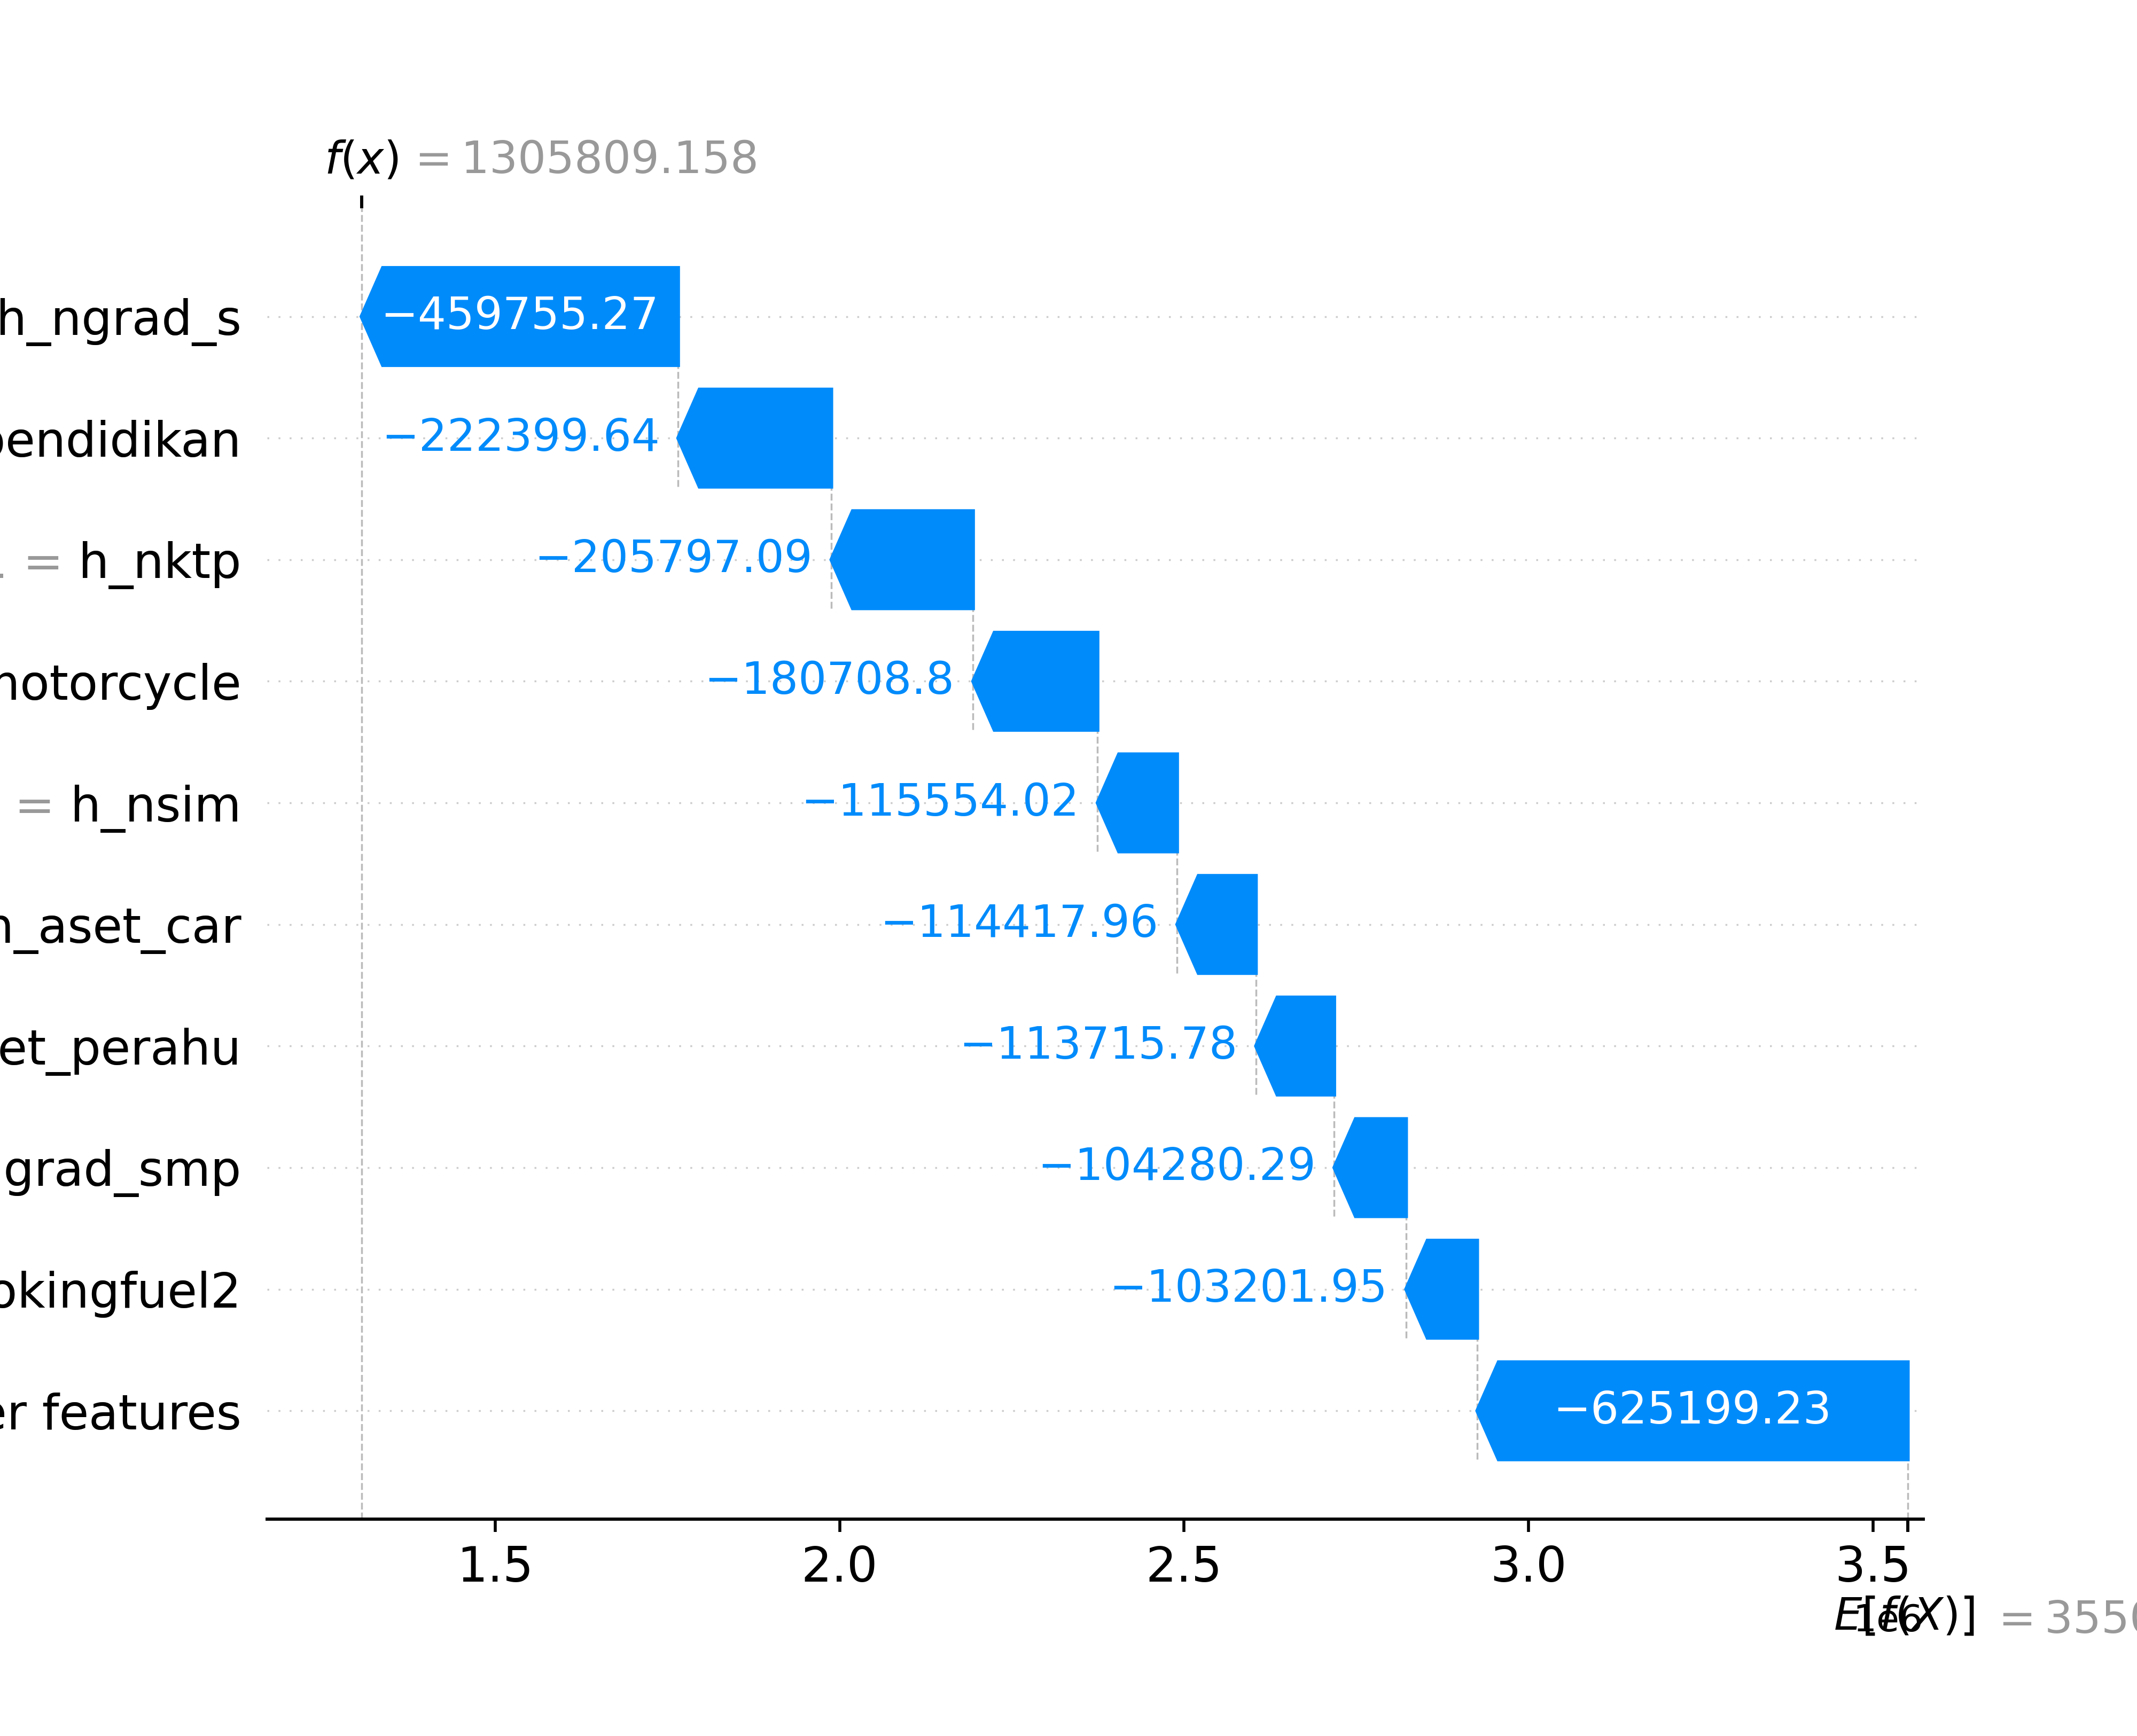 f(x) = 1305809.158
h_ngrad_s −459755.27
pendidikan −222399.64
= h_nktp −205797.09
motorcycle −180708.8
= h_nsim −115554.02
h_aset_car −114417.96
et_perahu −113715.78
grad_smp −104280.29
okingfuel2 −103201.95
er features −625199.23
1.5 2.0 2.5 3.0 3.5
1e6
E[f(X)] = 3550